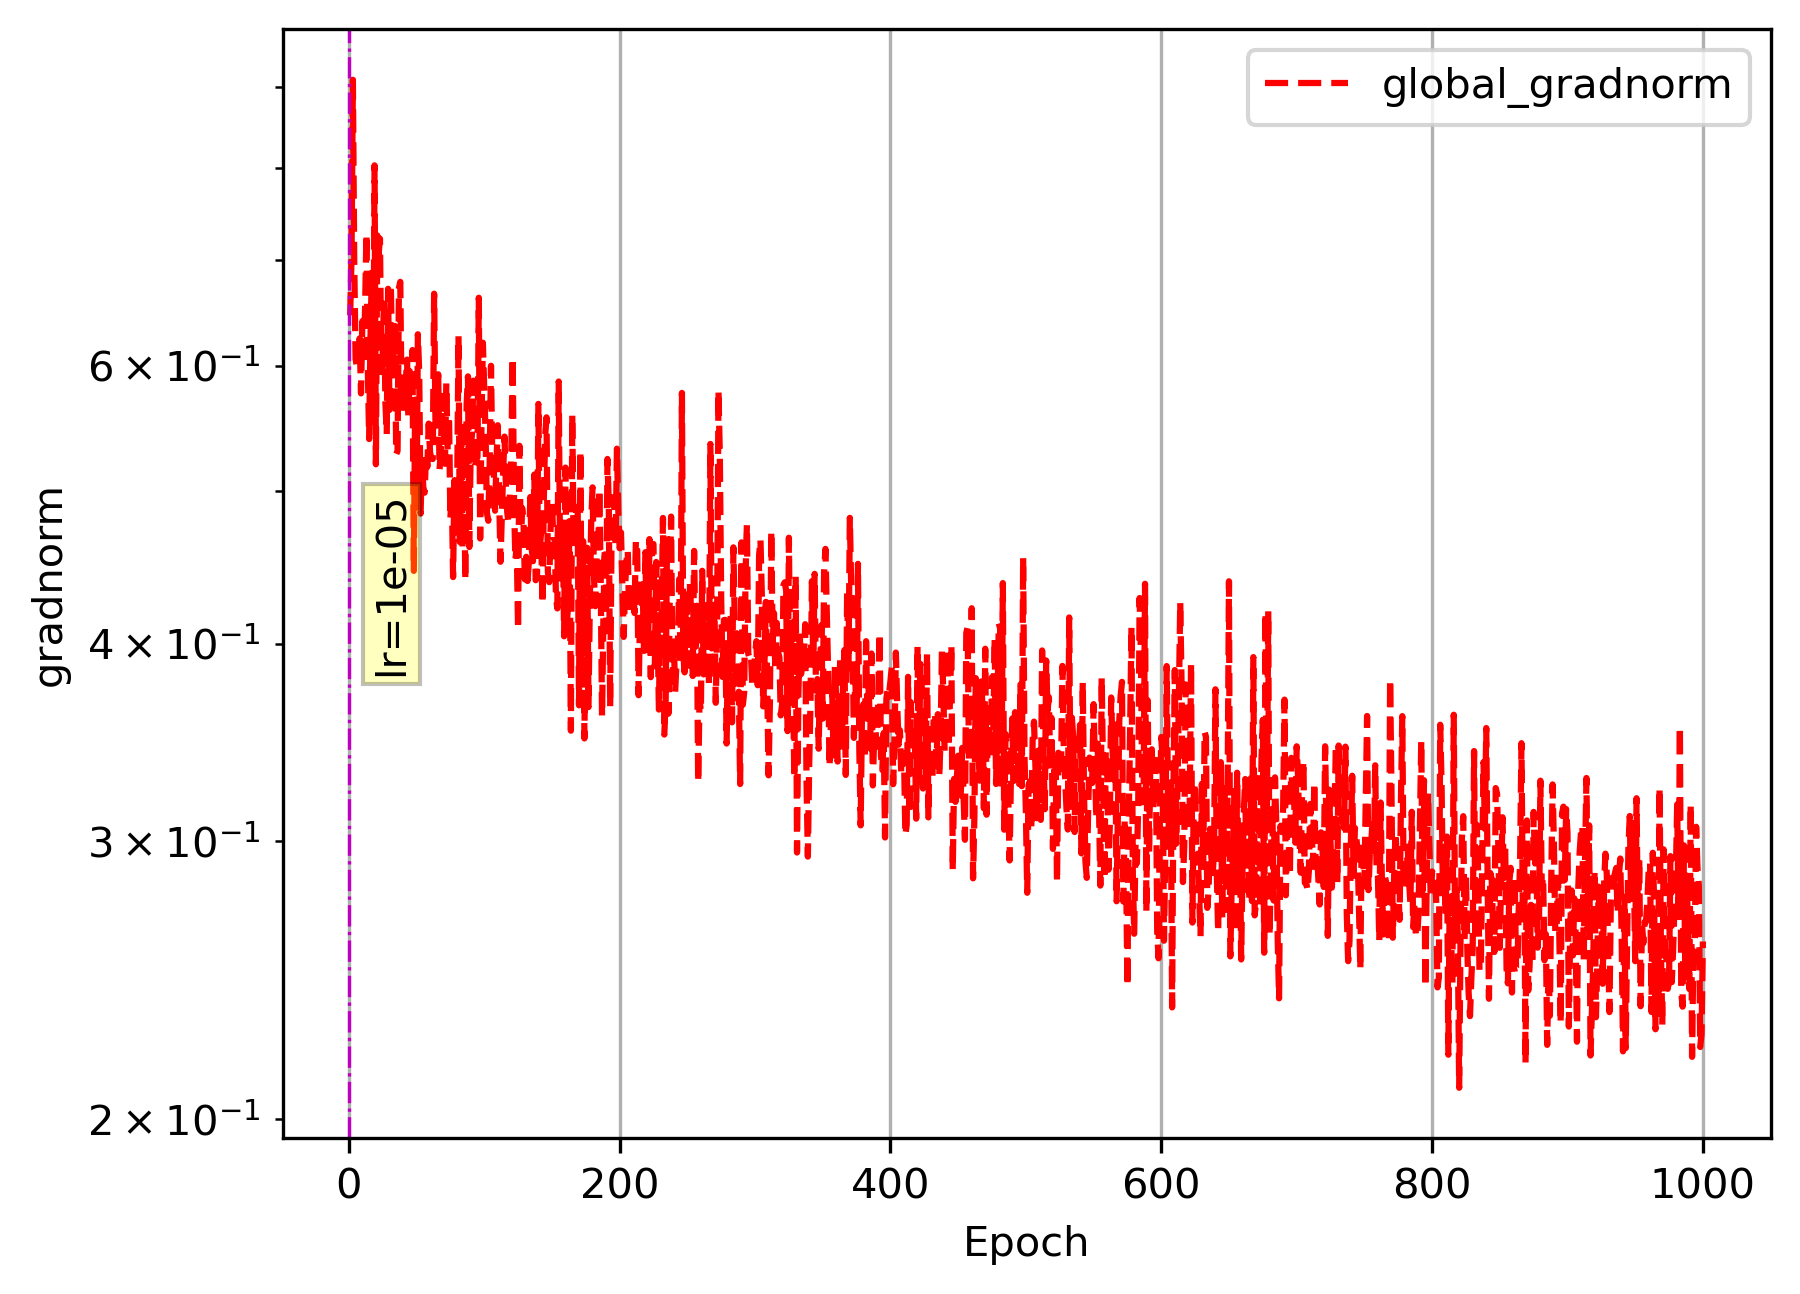 global_gradnorm
gradnorm
6 × 10⁻¹
4 × 10⁻¹
3 × 10⁻¹
2 × 10⁻¹
lr=1e-05
0 200 400 600 800 1000
Epoch